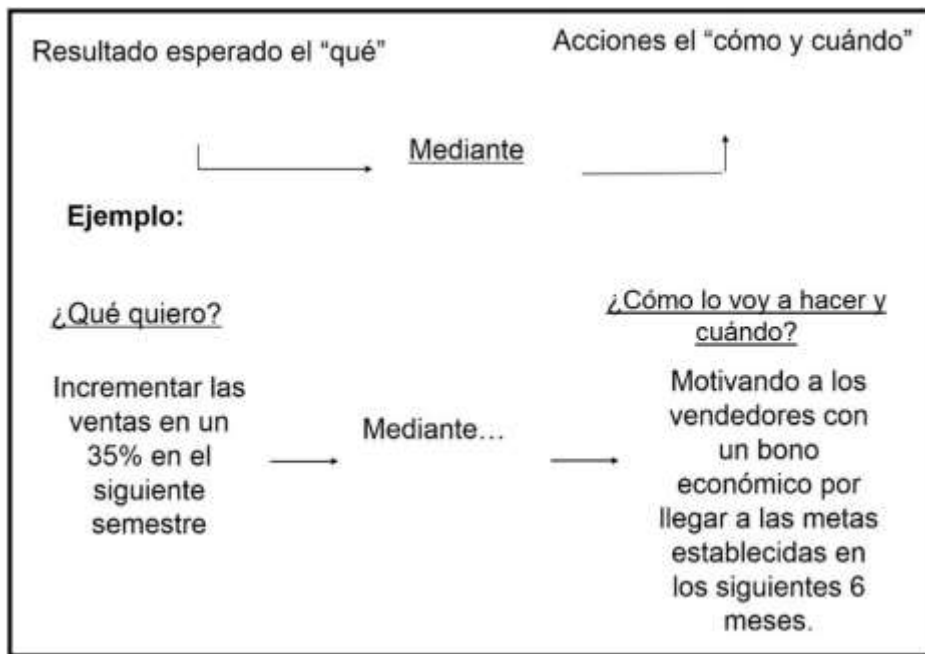 Resultado esperado el “qué”
Acciones el “cómo y cuándo”
Mediante
Ejemplo:
¿Qué quiero?
Incrementar las
ventas en un
35% en el
siguiente
semestre
Mediante…
¿Cómo lo voy a hacer y
cuándo?
Motivando a los
vendedores con
un bono
económico por
llegar a las metas
establecidas en
los siguientes 6
meses.